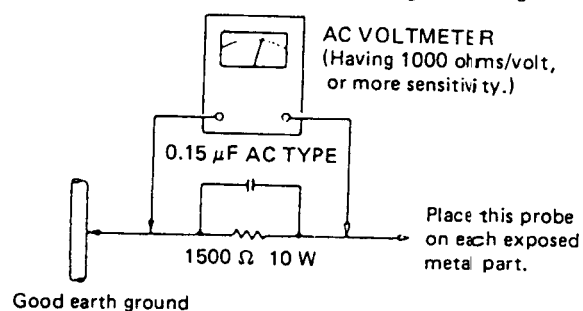 AC VOLTMETER
(Having 1000 ohms/volt,
or more sensitivity.)
0.15 μF AC TYPE
1500 Ω 10 W
Place this probe
on each exposed
metal part.
Good earth ground